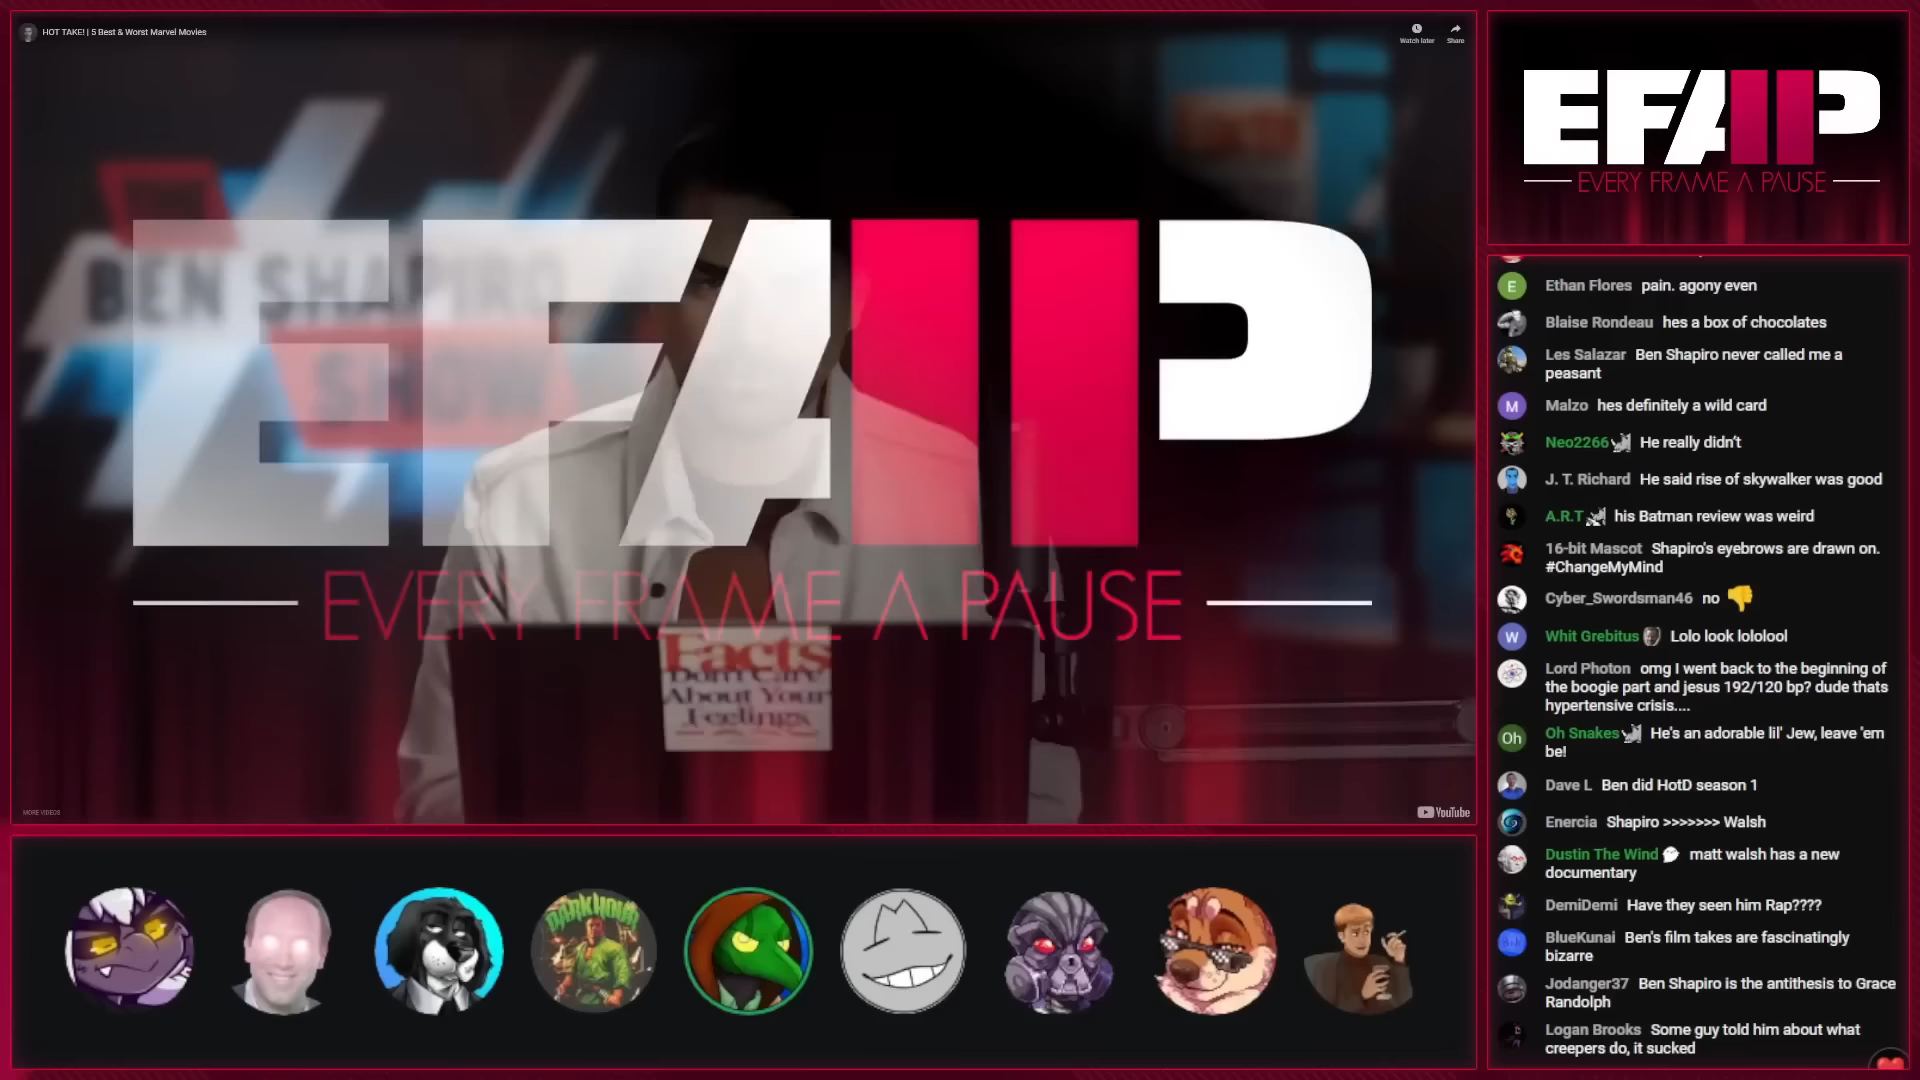 HOT TAKE! | 5 Best & Worst Marvel Movies
Watch later
Share
BEN SHAPIRO
SHOW
EFAP
EVERY FRAME A PAUSE
Facts
Don't Care
About Your
Feelings
MORE VIDEOS
YouTube
DARK HOUR
EFAP
EVERY FRAME A PAUSE
E
Ethan Flores pain. agony even
Blaise Rondeau hes a box of chocolates
Les Salazar Ben Shapiro never called me a
peasant
M
Malzo hes definitely a wild card
Neo2266 He really didn't
J. T. Richard He said rise of skywalker was good
A.R.T his Batman review was weird
16-bit Mascot Shapiro's eyebrows are drawn on.
#ChangeMyMind
Cyber_Swordsman46 no 👎
W
Whit Grebitus Lolo look lololool
Lord Photon omg I went back to the beginning of
the boogie part and jesus 192/120 bp? dude thats
hypertensive crisis....
Oh
Oh Snakes He's an adorable lil' Jew, leave 'em
be!
Dave L Ben did HotD season 1
Enercia Shapiro >>>>>>> Walsh
Dustin The Wind matt walsh has a new
documentary
DemiDemi Have they seen him Rap????
BlueKunai Ben's film takes are fascinatingly
bizarre
Jodanger37 Ben Shapiro is the antithesis to Grace
Randolph
Logan Brooks Some guy told him about what
creepers do, it sucked